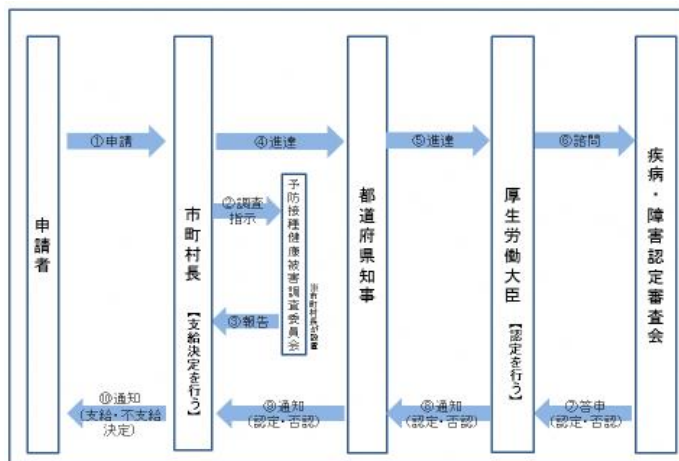 ①申請
④進達
⑤進達
⑥諮問
②調査
指示
③報告
申請者
市町村長
【支給決定を行う】
予防接種健康被害調査委員会
※市町村長が設置
都道府県知事
厚生労働大臣
【認定を行う】
疾病・障害認定審査会
⑩通知
(支給・不支給
決定)
⑨通知
(認定・否認)
⑧通知
(認定・否認)
⑦答申
(認定・否認)